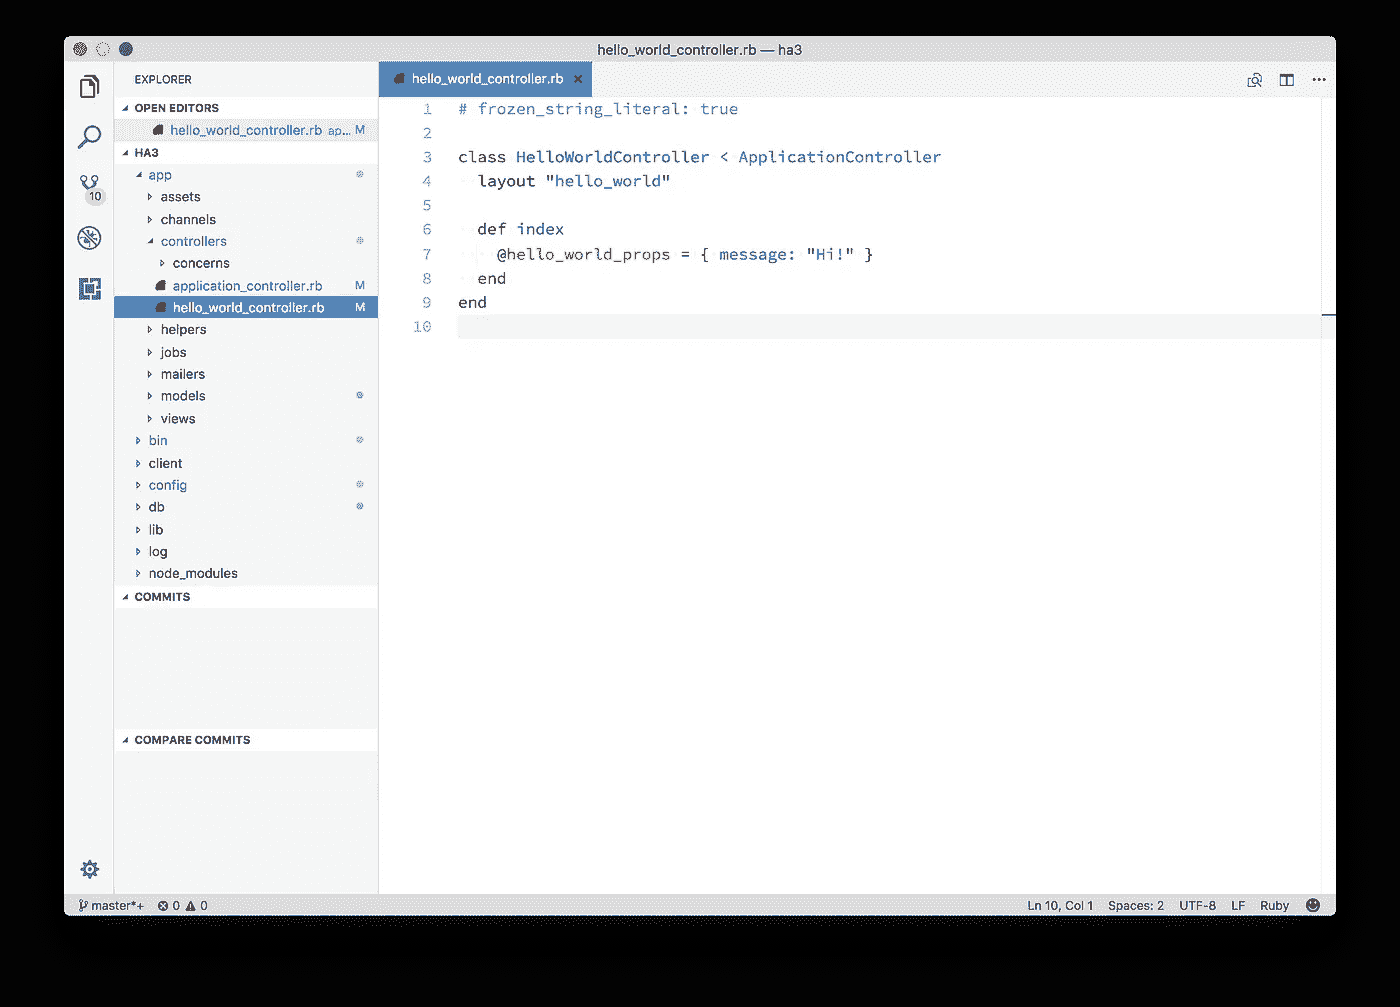 hello_world_controller.rb — ha3
EXPLORER
OPEN EDITORS
hello_world_controller.rb ap... M
HA3
app
assets
channels
controllers
concerns
application_controller.rb M
hello_world_controller.rb M
helpers
jobs
mailers
models
views
bin
client
config
db
lib
log
node_modules
COMMITS
COMPARE COMMITS
10
hello_world_controller.rb ×
1 # frozen_string_literal: true
2
3 class HelloWorldController < ApplicationController
4 layout "hello_world"
5
6 def index
7 @hello_world_props = { message: "Hi!" }
8 end
9 end
10
master*+ 0 0
Ln 10, Col 1 Spaces: 2 UTF-8 LF Ruby